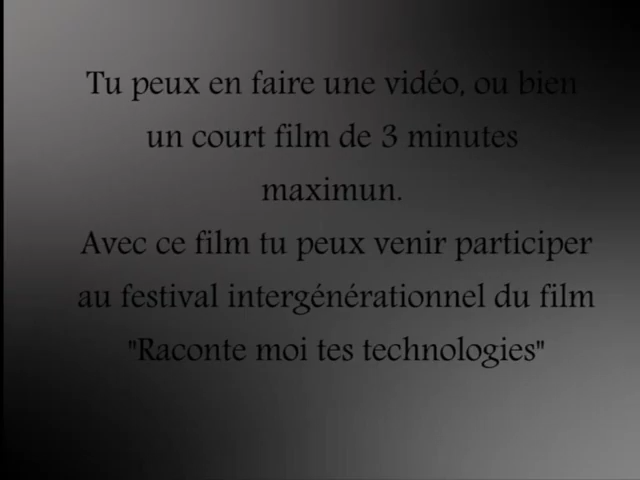 Tu peux en faire une vidéo, ou bien
un court film de 3 minutes
maximun.
Avec ce film tu peux venir participer
au festival intergénérationnel du film
"Raconte moi tes technologies"